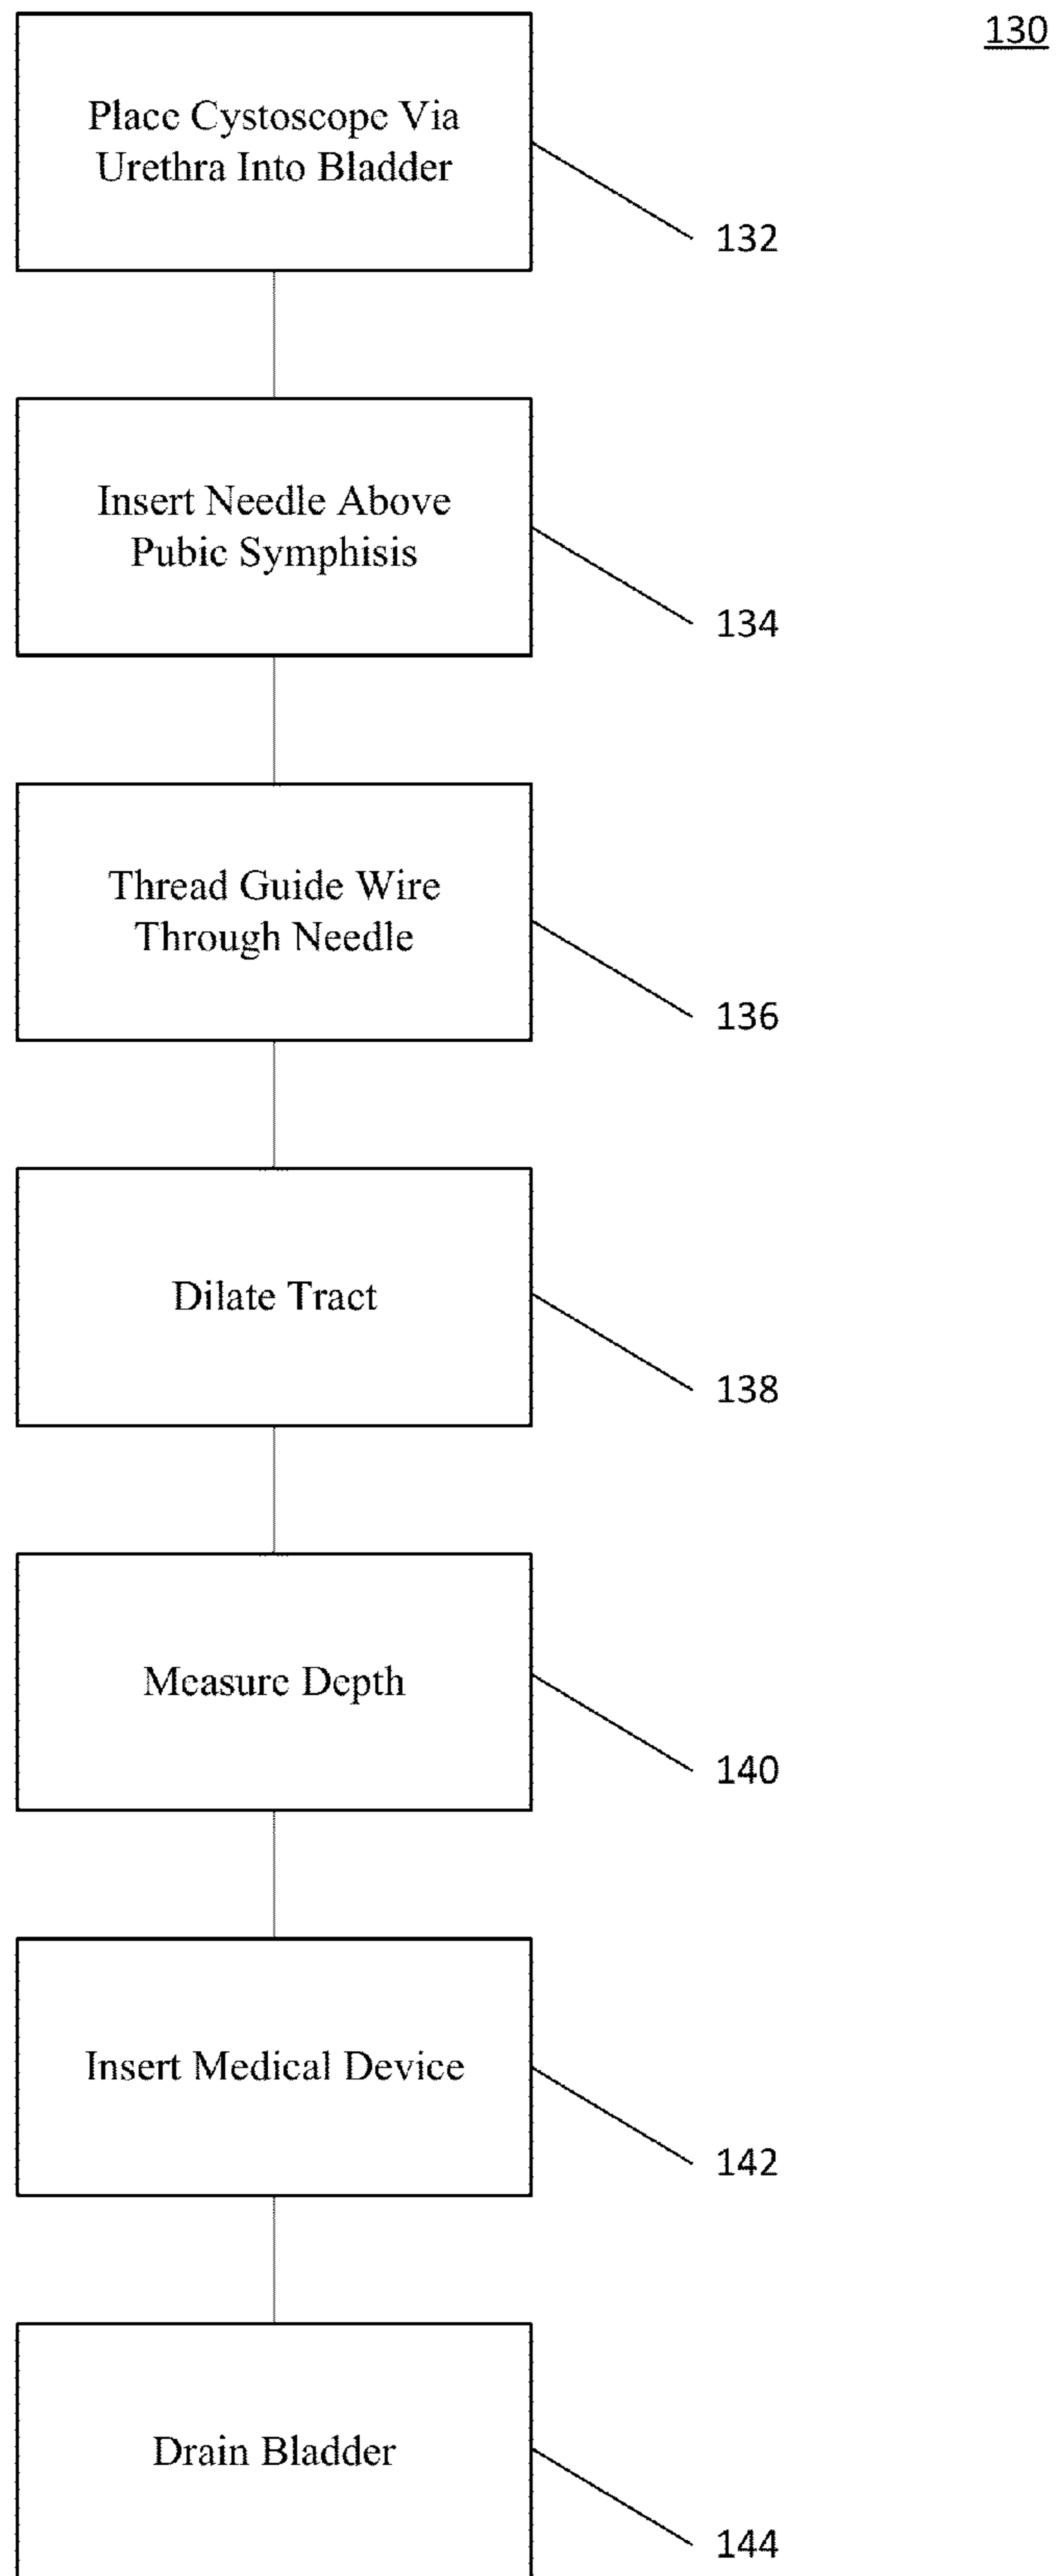 130
Place Cystoscope Via
Urethra Into Bladder
132
Insert Needle Above
Pubic Symphisis
134
Thread Guide Wire
Through Needle
136
Dilate Tract
138
Measure Depth
140
Insert Medical Device
142
Drain Bladder
144